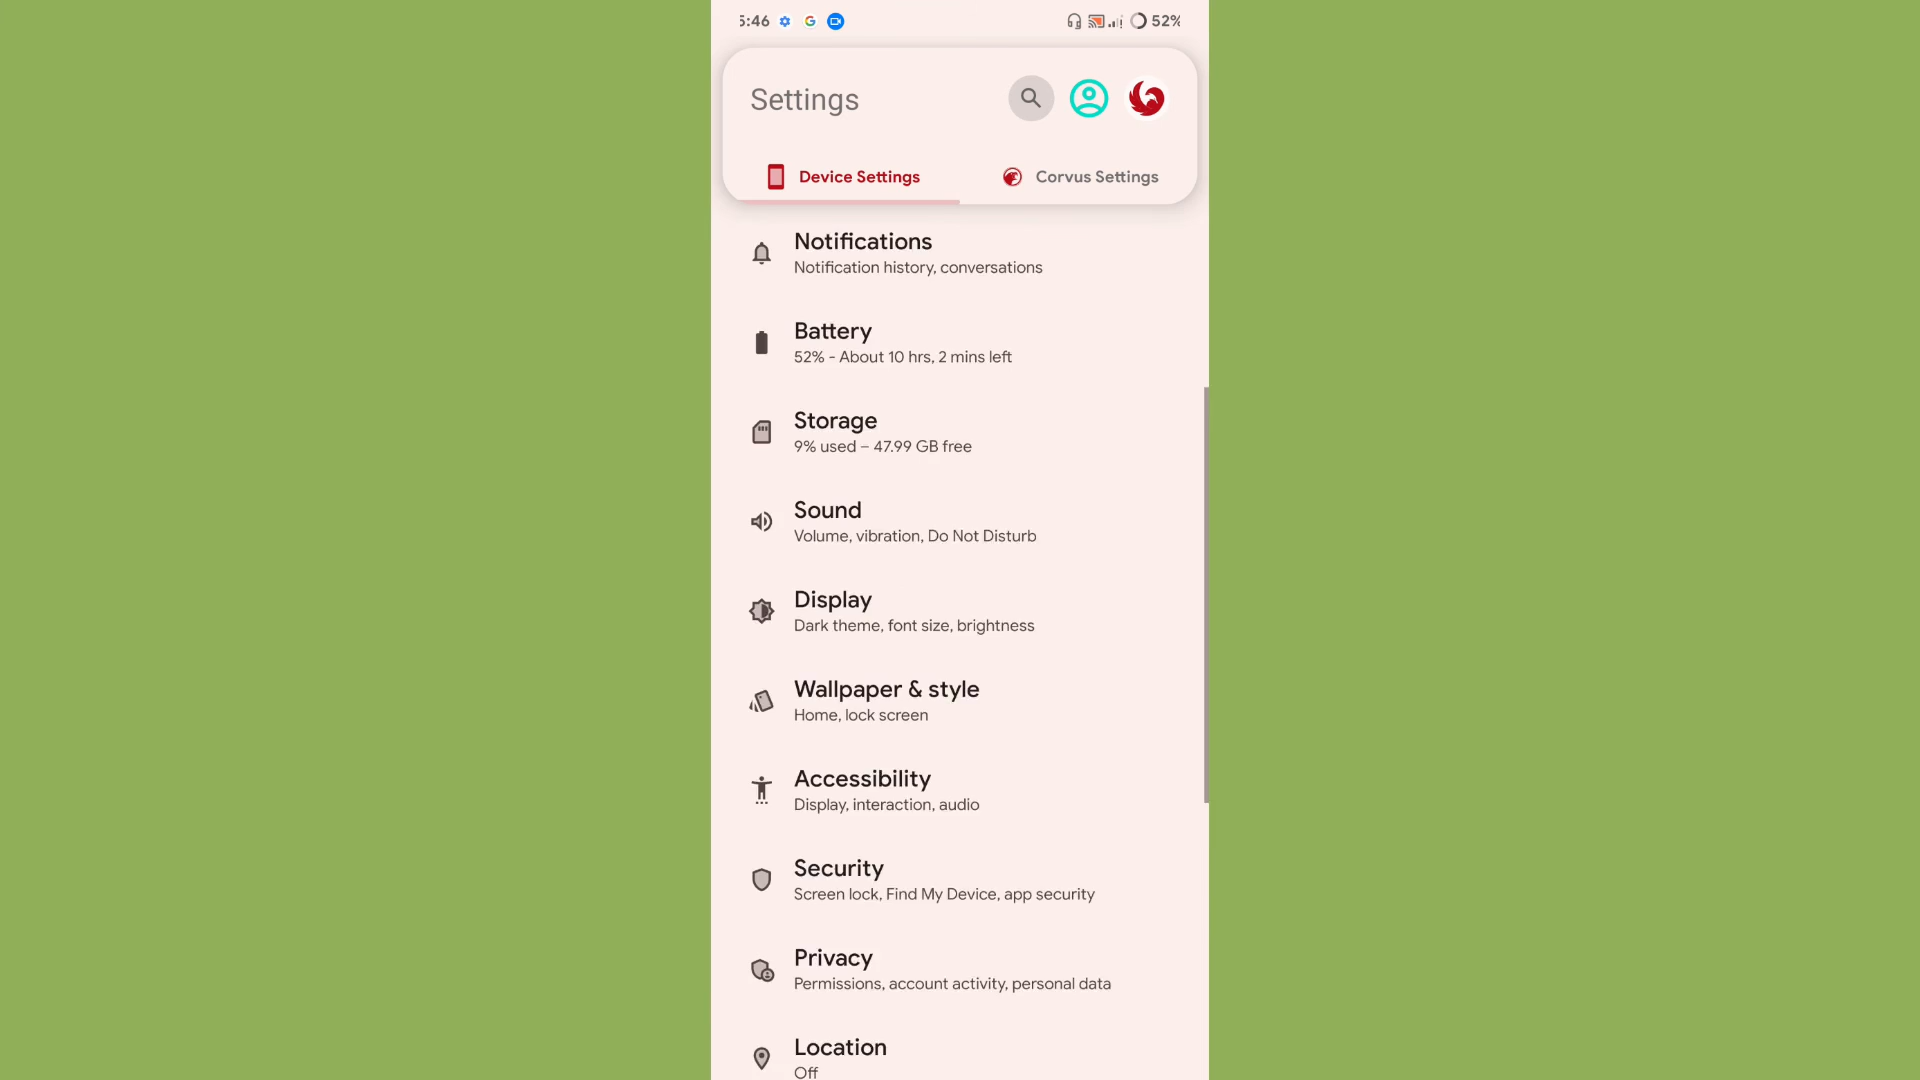 5:46 52%
Settings
Device Settings Corvus Settings
Notifications
Notification history, conversations
Battery
52% - About 10 hrs, 2 mins left
Storage
9% used – 47.99 GB free
Sound
Volume, vibration, Do Not Disturb
Display
Dark theme, font size, brightness
Wallpaper & style
Home, lock screen
Accessibility
Display, interaction, audio
Security
Screen lock, Find My Device, app security
Privacy
Permissions, account activity, personal data
Location
Off